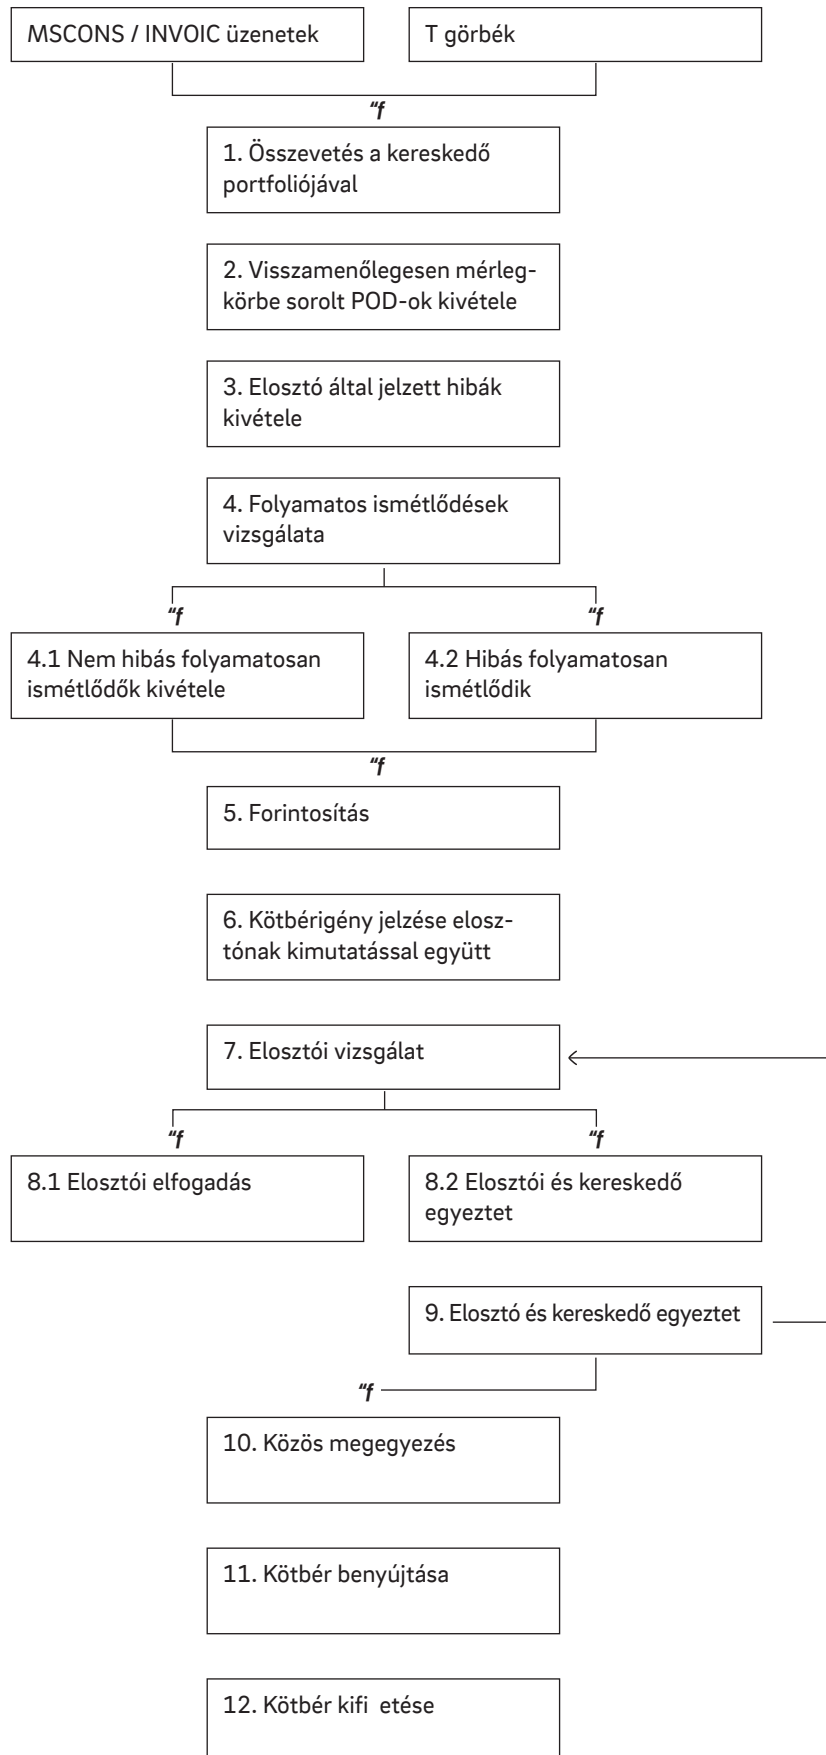 MSCONS / INVOIC üzenetek
T görbék
“f
1. Összevetés a kereskedő
portfoliójával
2. Visszamenőlegesen mérleg-
körbe sorolt POD-ok kivétele
3. Elosztó által jelzett hibák
kivétele
4. Folyamatos ismétlődések
vizsgálata
“f
“f
4.1 Nem hibás folyamatosan
ismétlődők kivétele
4.2 Hibás folyamatosan
ismétlődik
“f
5. Forintosítás
6. Kötbérigény jelzése elosz-
tónak kimutatással együtt
7. Elosztói vizsgálat
“f
“f
8.1 Elosztói elfogadás
8.2 Elosztói és kereskedő
egyeztet
9. Elosztó és kereskedő egyeztet
“f
10. Közös megegyezés
11. Kötbér benyújtása
12. Kötbér kifi etése